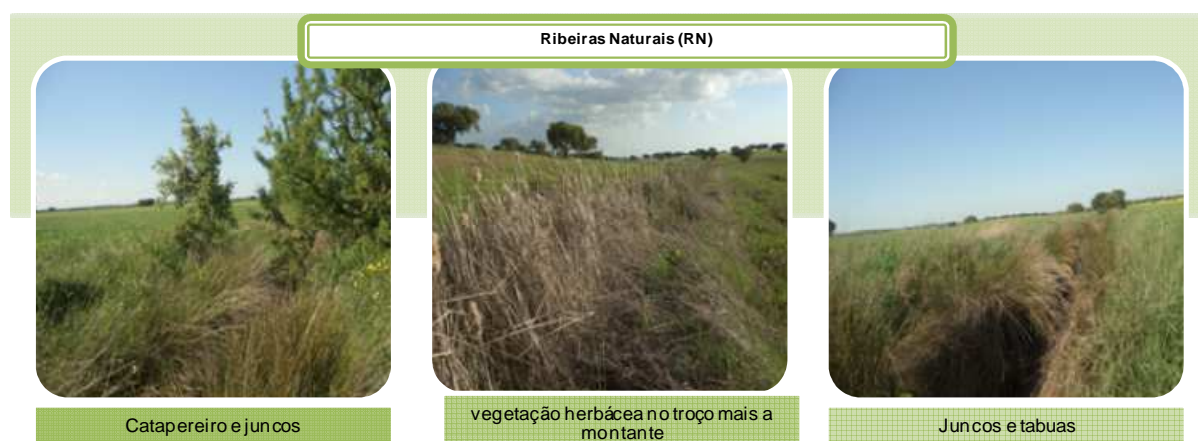 Ribeiras Naturais (RN)
Catapereiro e juncos
vegetação herbácea no troço mais a
montante
Juncos e tabuas